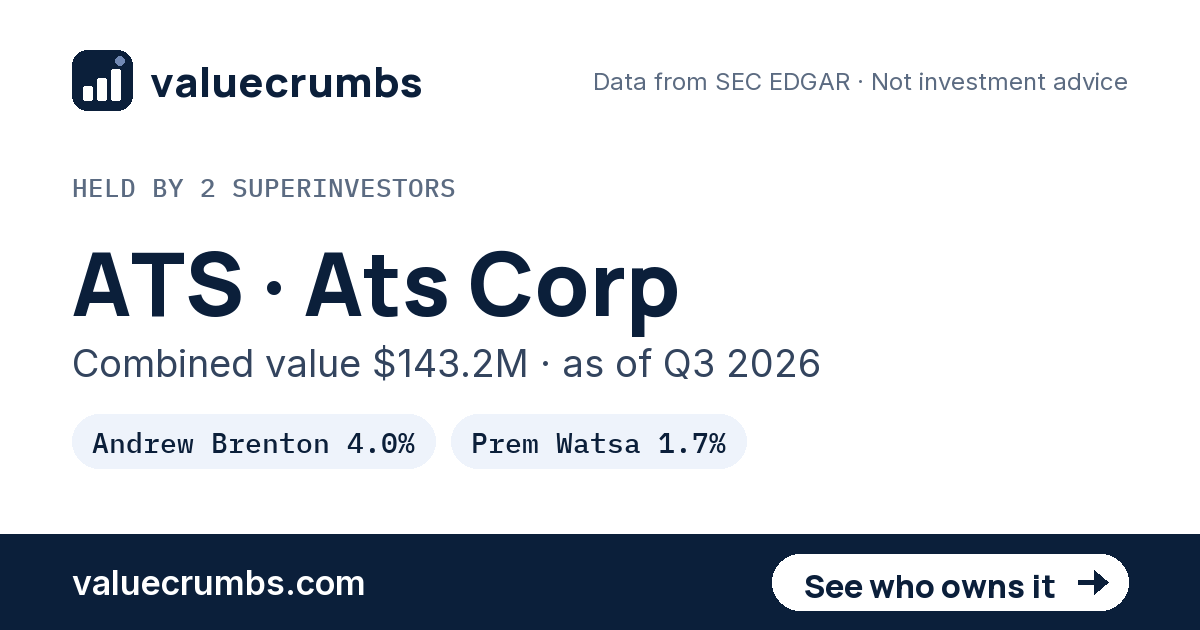 valuecrumbs
Data from SEC EDGAR · Not investment advice
HELD BY 2 SUPERINVESTORS
ATS · Ats Corp
Combined value $143.2M · as of Q3 2026
Andrew Brenton 4.0%
Prem Watsa 1.7%
valuecrumbs.com
See who owns it →